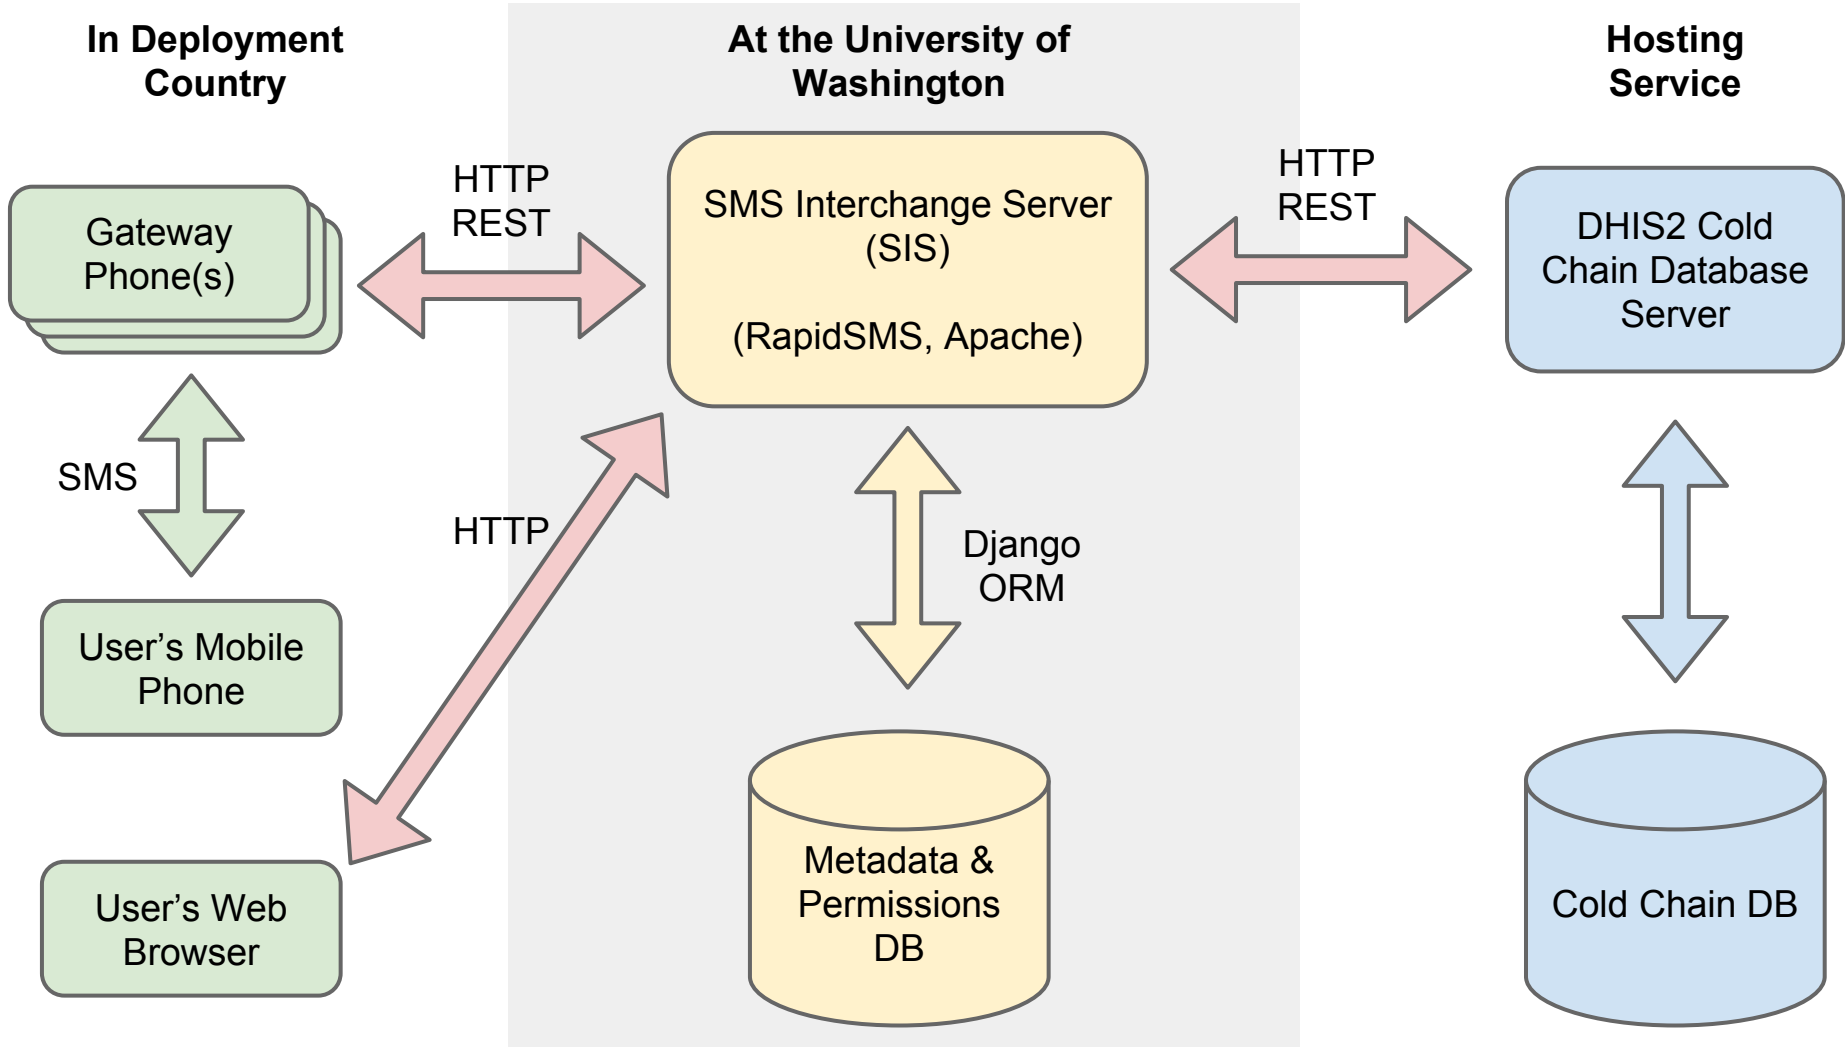 In Deployment
Country
At the University of
Washington
Hosting
Service
Gateway
Phone(s)
HTTP
REST
SMS Interchange Server
(SIS)
(RapidSMS, Apache)
HTTP
REST
DHIS2 Cold
Chain Database
Server
SMS
HTTP
Django
ORM
User’s Mobile
Phone
User’s Web
Browser
Metadata &
Permissions
DB
Cold Chain DB